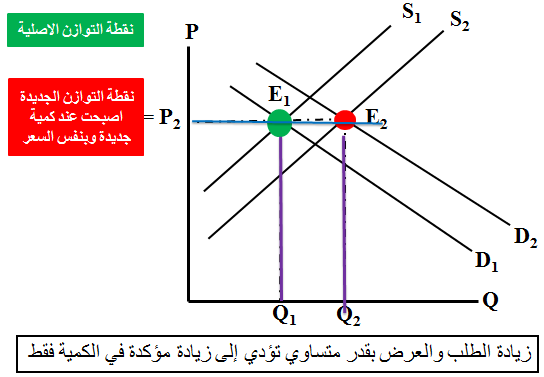 نقطة التوازن الاصلية
P
S1
S2
نقطة التوازن الجديدة
اصبحت عند كمية
جديدة وبنفس السعر
E1
= P2
E2
D2
D1
Q1
Q2
Q
زيادة الطلب والعرض بقدر متساوي تؤدي إلى زيادة مؤكدة في الكمية فقط